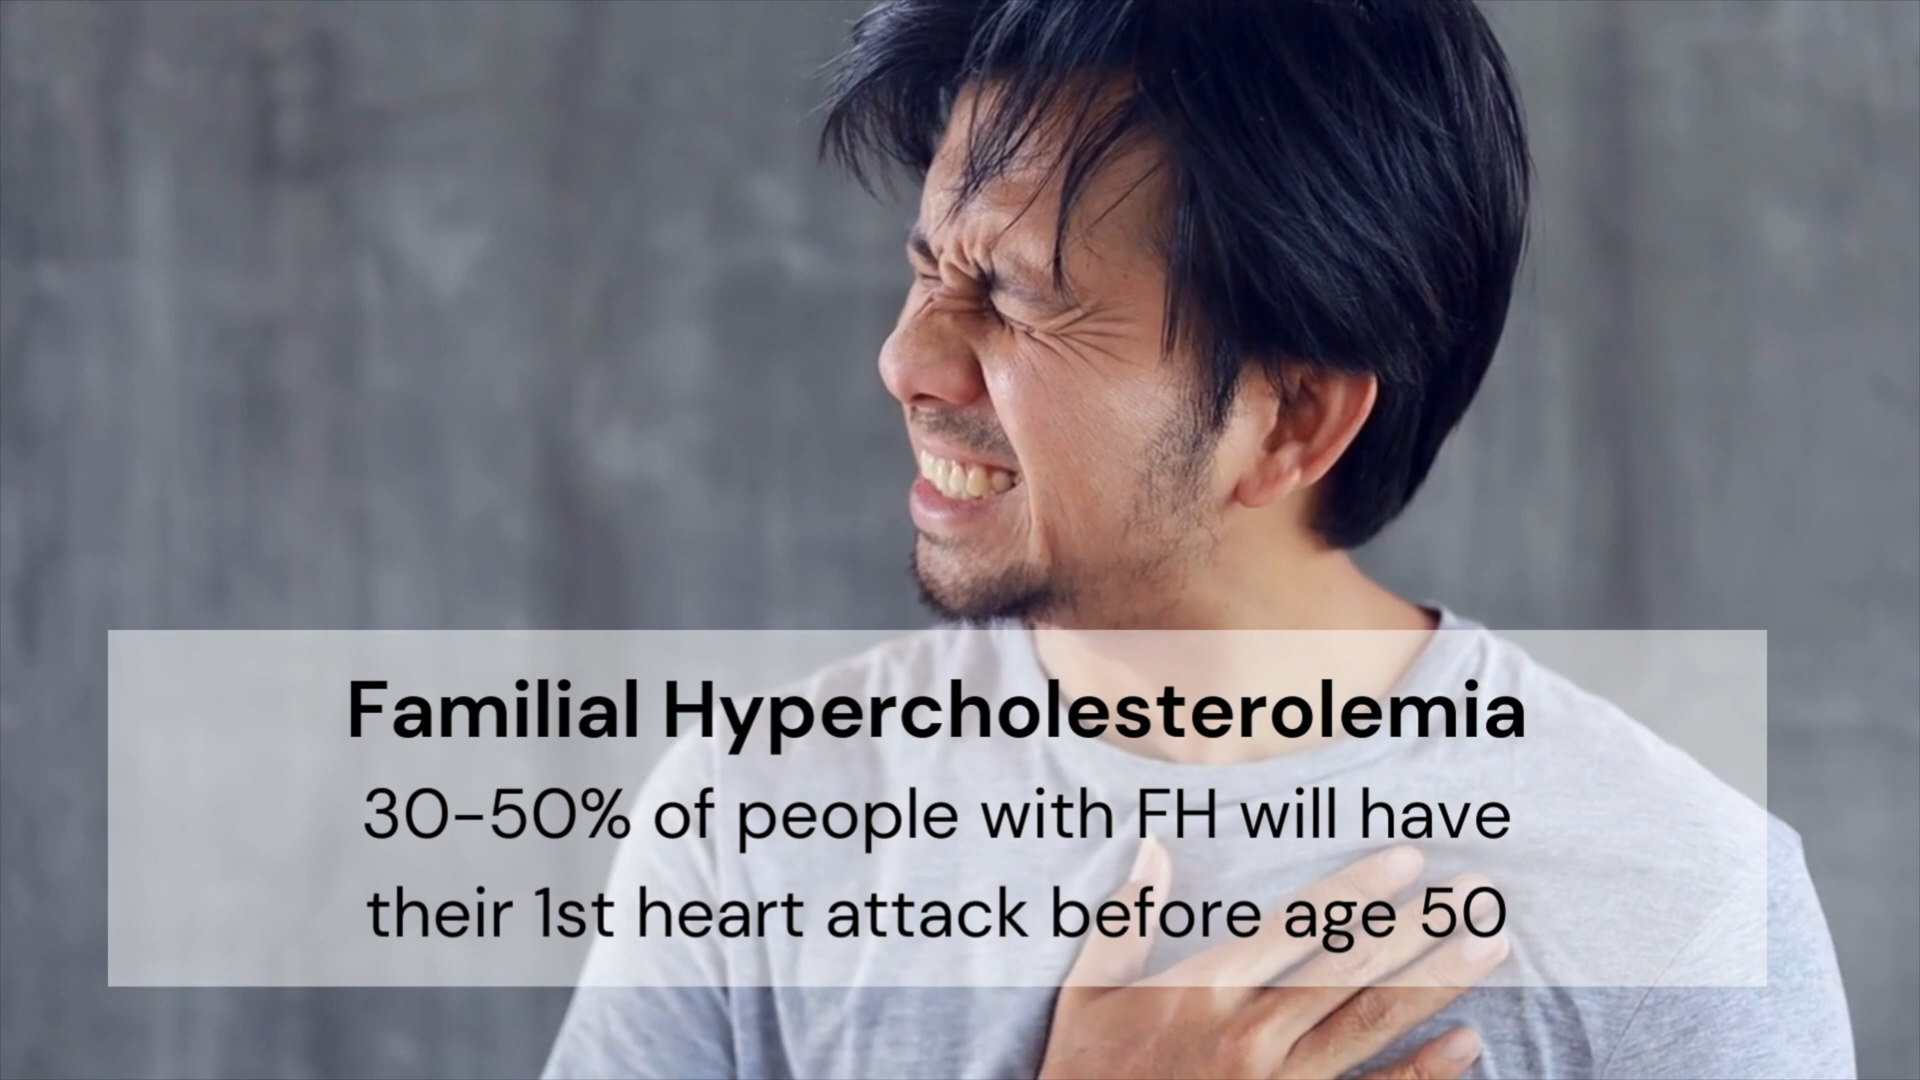 Familial Hypercholesterolemia
30-50% of people with FH will have
their 1st heart attack before age 50